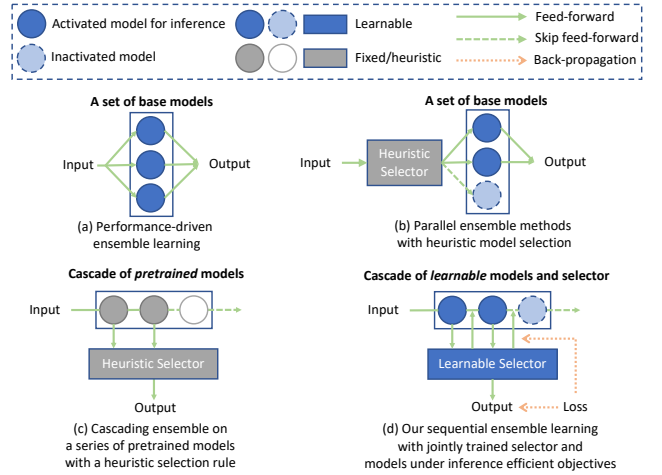 Activated model for inference
Learnable
Feed-forward
Skip feed-forward
Inactivated model
Fixed/heuristic
Back-propagation
A set of base models
Input
Output
(a) Performance-driven
ensemble learning
A set of base models
Input
Heuristic
Selector
Output
(b) Parallel ensemble methods
with heuristic model selection
Cascade of pretrained models
Input
Heuristic Selector
Output
(c) Cascading ensemble on
a series of pretrained models
with a heuristic selection rule
Cascade of learnable models and selector
Input
Learnable Selector
Output
Loss
(d) Our sequential ensemble learning
with jointly trained selector and
models under inference efficient objectives